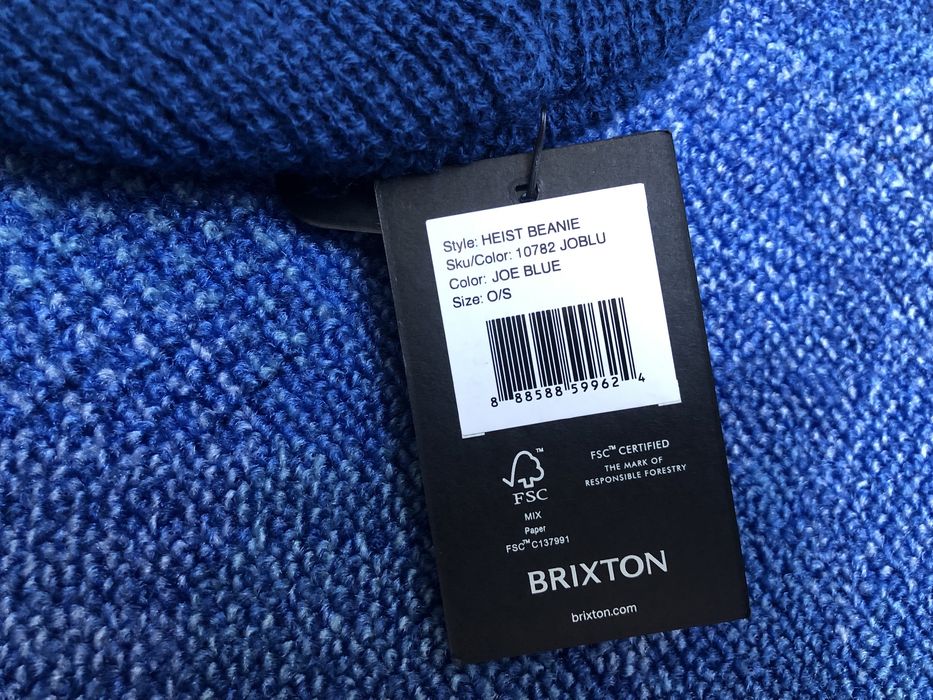 Style: HEIST BEANIE
Sku/Color: 10782 JOBLU
Color: JOE BLUE
Size: O/S
8 88588 59962 4
FSC™
MIX
Paper
FSC™ C137991
FSC™ CERTIFIED
THE MARK OF
RESPONSIBLE FORESTRY
BRIXTON
brixton.com